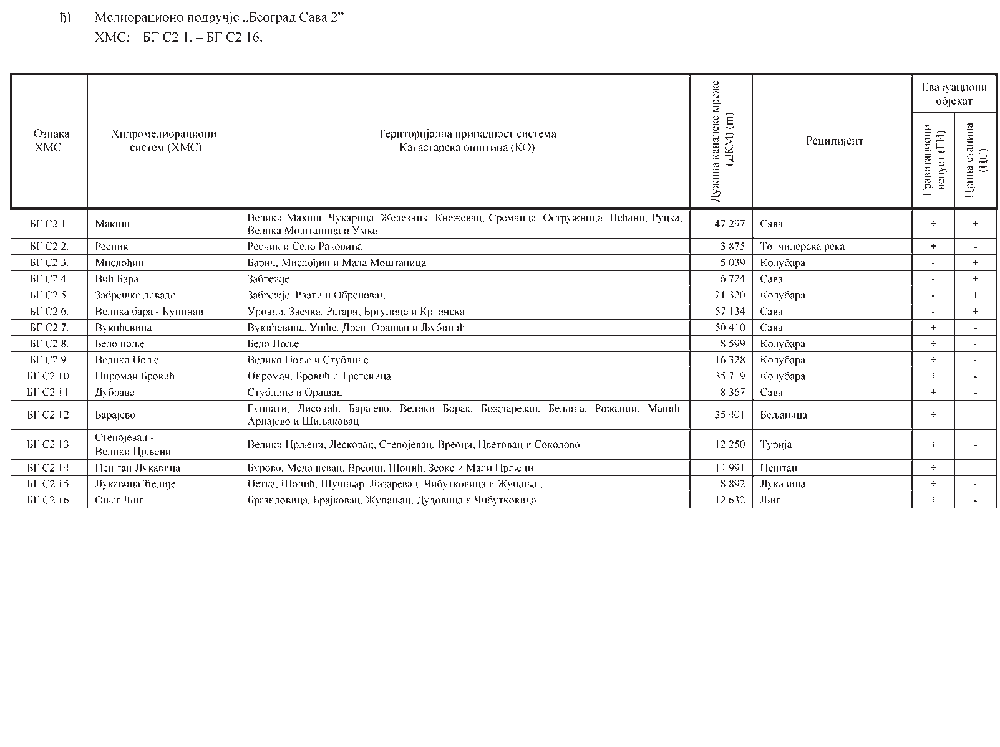 ђ) Мелиорационо подручје „Београд Сава 2”
ХМС: БГ С2 1. – БГ С2 16.
Ознака ХМС
Хидромелиорациони систем (ХМС)
Територијална припадност система Катастарска општина (КО)
Дужина каналске мреже (ДКМ) (m)
Реципијент
Евакуациони објекат
Гравитациони испуст (ГИ)
Црпна станица (ЦС)
БГ С2 1. Макиш Велики Макиш, Чукарица, Железник, Кнежевац, Сремчица, Остружница, Пећани, Руцка, 47.297 Сава + +
Велика Моштаница и Умка
БГ С2 2. Ресник Ресник и Село Раковица 3.875 Топчидерска река + -
БГ С2 3. Мислођин Барич, Мислођин и Мала Моштаница 5.039 Колубара - +
БГ С2 4. Вић Бара Забрежје 6.724 Сава - +
БГ С2 5. Забрешке ливаде Забрежје, Рвати и Обреновац 21.320 Колубара - +
БГ С2 6. Велика бара - Купинац Уровци, Звечка, Ратари, Бргулице и Кртинска 157.134 Сава - +
БГ С2 7. Вукићевица Вукићевица, Ушће, Дрен, Орашац и Љубинић 50.410 Сава + -
БГ С2 8. Бело поље Бело Поље 8.599 Колубара + -
БГ С2 9. Велико Поље Велико Поље и Стублине 16.328 Колубара + -
БГ С2 10. Пироман Бровић Пироман, Бровић и Трстеница 35.719 Колубара + -
БГ С2 11. Дубраве Стублине и Орашац 8.367 Сава + -
БГ С2 12. Барајево Гунцати, Лисовић, Барајево, Велики Борак, Бождаревац, Бељина, Рожанци, Манић, 35.401 Бељаница + -
Арнајево и Шиљаковац
БГ С2 13. Степојевац - Велики Црљени Велики Црљени, Лесковац, Степојевац, Вреоци, Цветовац и Соколово 12.250 Турија + -
БГ С2 14. Пештан Лукавица Бурово, Медошевац, Вреоци, Шопић, Зеоке и Мали Црљени 14.991 Пештан + -
БГ С2 15. Лукавица Ћелије Петка, Шопић, Шушњар, Лазаревац, Чибутковица и Жупањац 8.892 Лукавица + -
БГ С2 16. Оњег Љиг Бразиловица, Брајковац, Жупањац, Дудовица и Чибутковица 12.632 Љиг + -